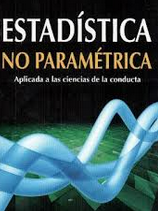 ESTADÍSTICA
NO PARAMÉTRICA
Aplicada a las ciencias de la conducta